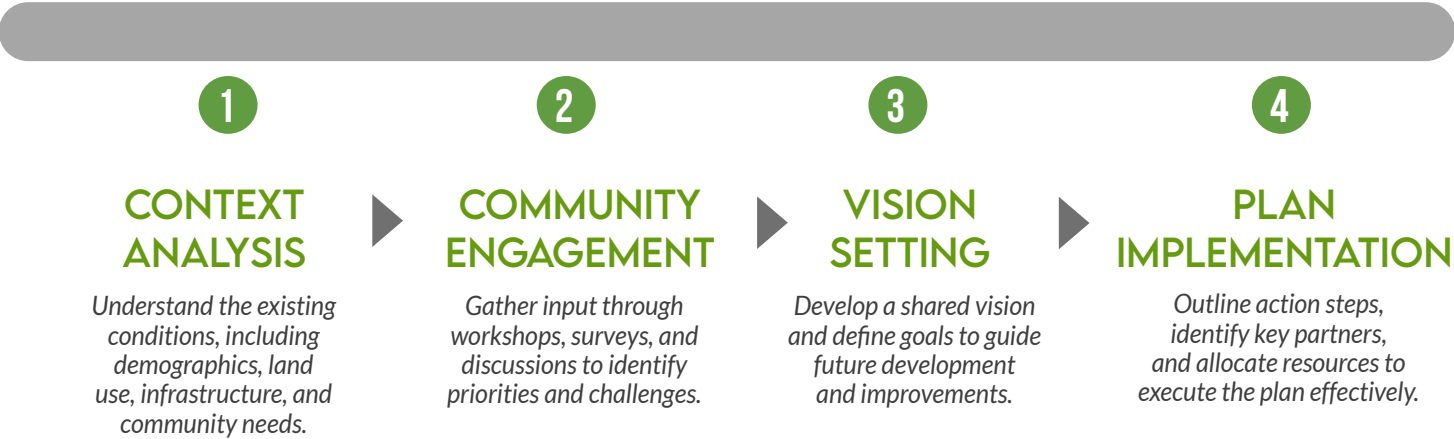 1
CONTEXT
ANALYSIS
Understand the existing
conditions, including
demographics, land
use, infrastructure, and
community needs.
2
COMMUNITY
ENGAGEMENT
Gather input through
workshops, surveys, and
discussions to identify
priorities and challenges.
3
VISION
SETTING
Develop a shared vision
and define goals to guide
future development
and improvements.
4
PLAN
IMPLEMENTATION
Outline action steps,
identify key partners,
and allocate resources to
execute the plan effectively.